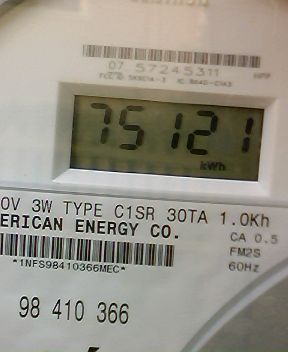 07 57245311
HPP
75121
kWh
0V 3W TYPE C1SR 30TA 1.0Kh
ERICAN ENERGY CO.
CA 0.5
FM2S
60Hz
*1NFS98410366MEC*
98 410 366